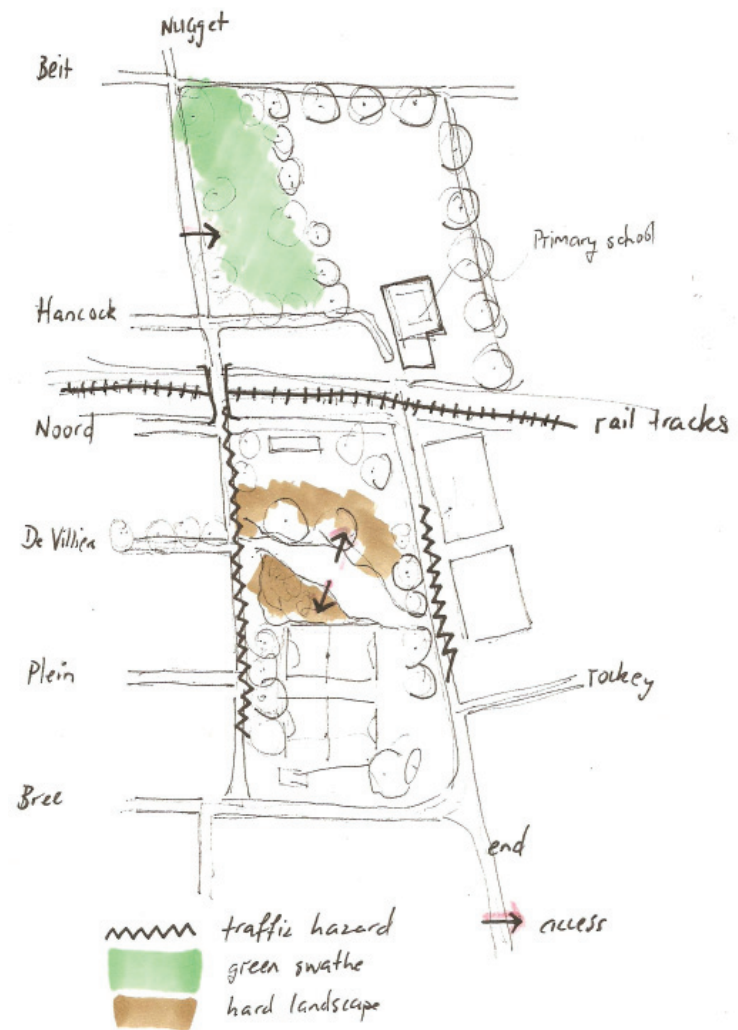 Nugget
Beit
Primary school
Hancock
Noord
rail tracks
De Villiers
Plein
Rockey
Bree
end
access
traffic hazard
green swathe
hard landscape